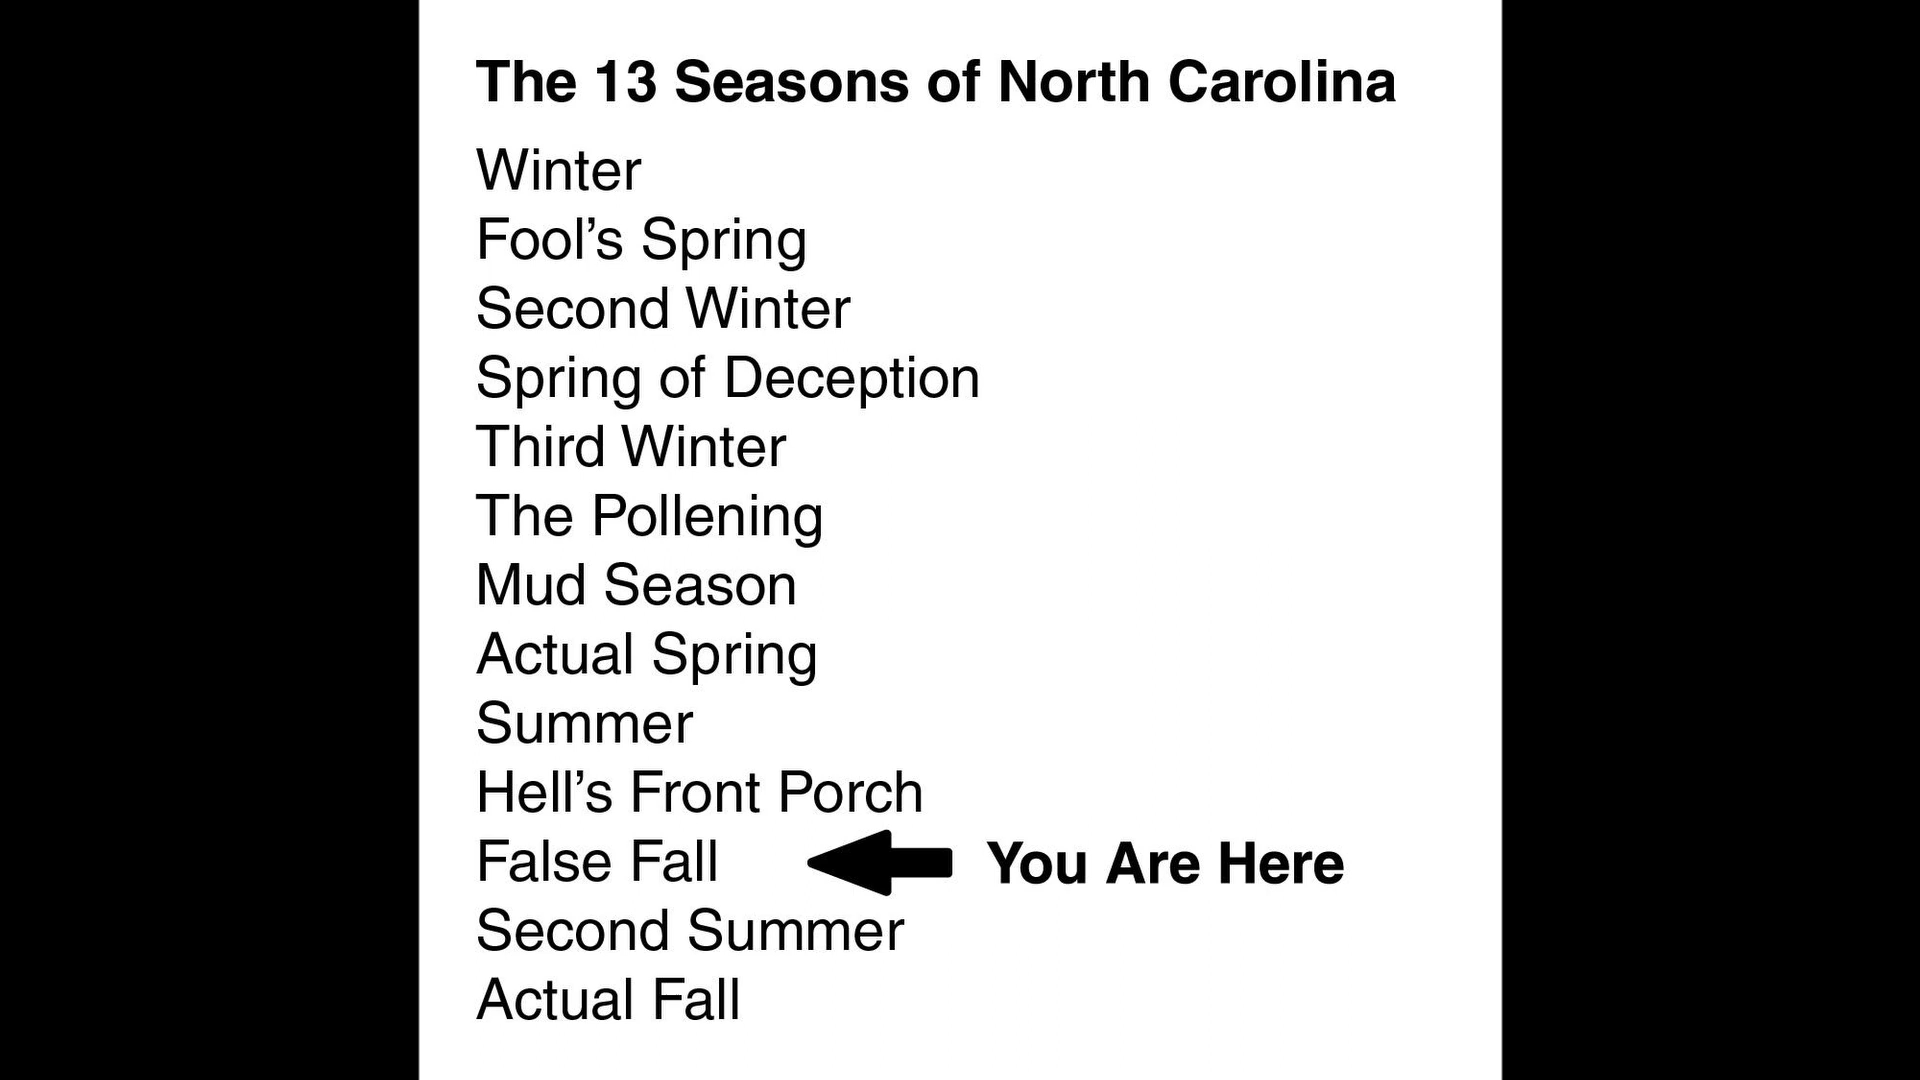 The 13 Seasons of North Carolina
Winter
Fool’s Spring
Second Winter
Spring of Deception
Third Winter
The Pollening
Mud Season
Actual Spring
Summer
Hell’s Front Porch
False Fall You Are Here
Second Summer
Actual Fall